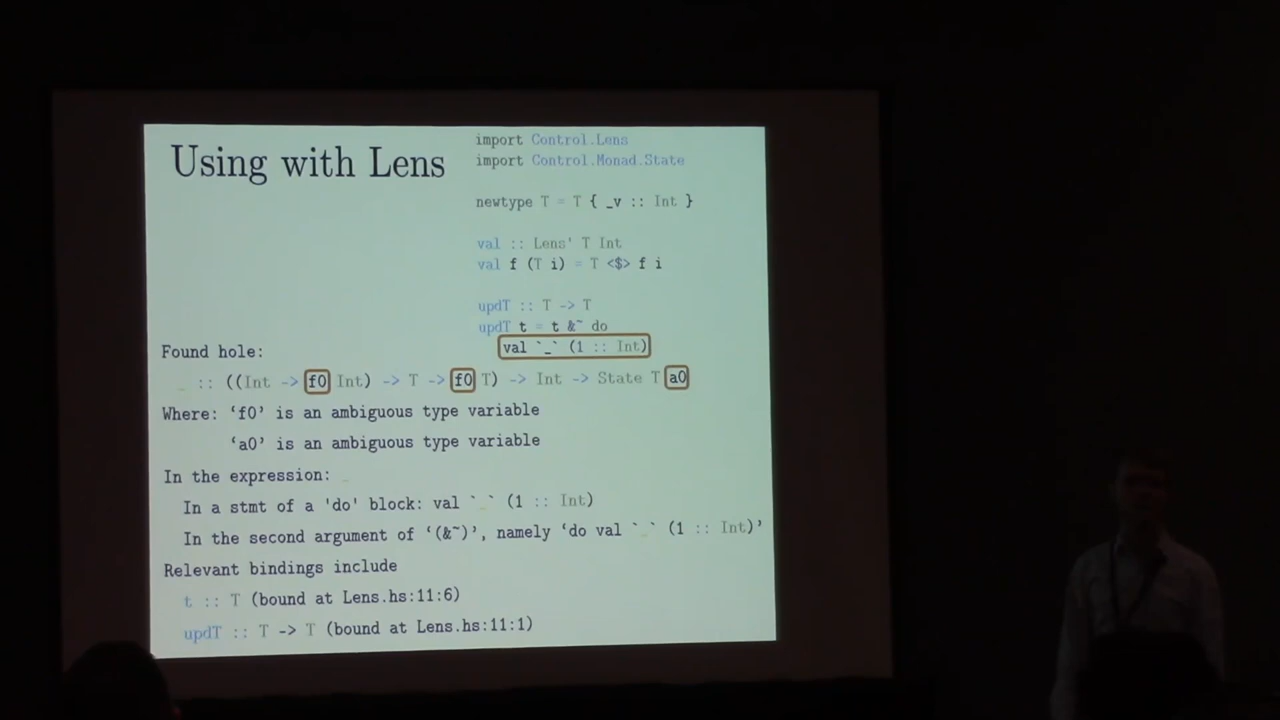 Using with Lens
import Control.Lens
import Control.Monad.State
newtype T = T { _v :: Int }
val :: Lens' T Int
val f (T i) = T <$> f i
updT :: T -> T
updT t = t &~ do
val `_` (1 :: Int)
Found hole:
_ :: ((Int -> f0 Int) -> T -> f0 T) -> Int -> State T a0
Where: ‘f0’ is an ambiguous type variable
‘a0’ is an ambiguous type variable
In the expression: _
In a stmt of a 'do' block: val `_` (1 :: Int)
In the second argument of ‘(&~)’, namely ‘do val `_` (1 :: Int)’
Relevant bindings include
t :: T (bound at Lens.hs:11:6)
updT :: T -> T (bound at Lens.hs:11:1)